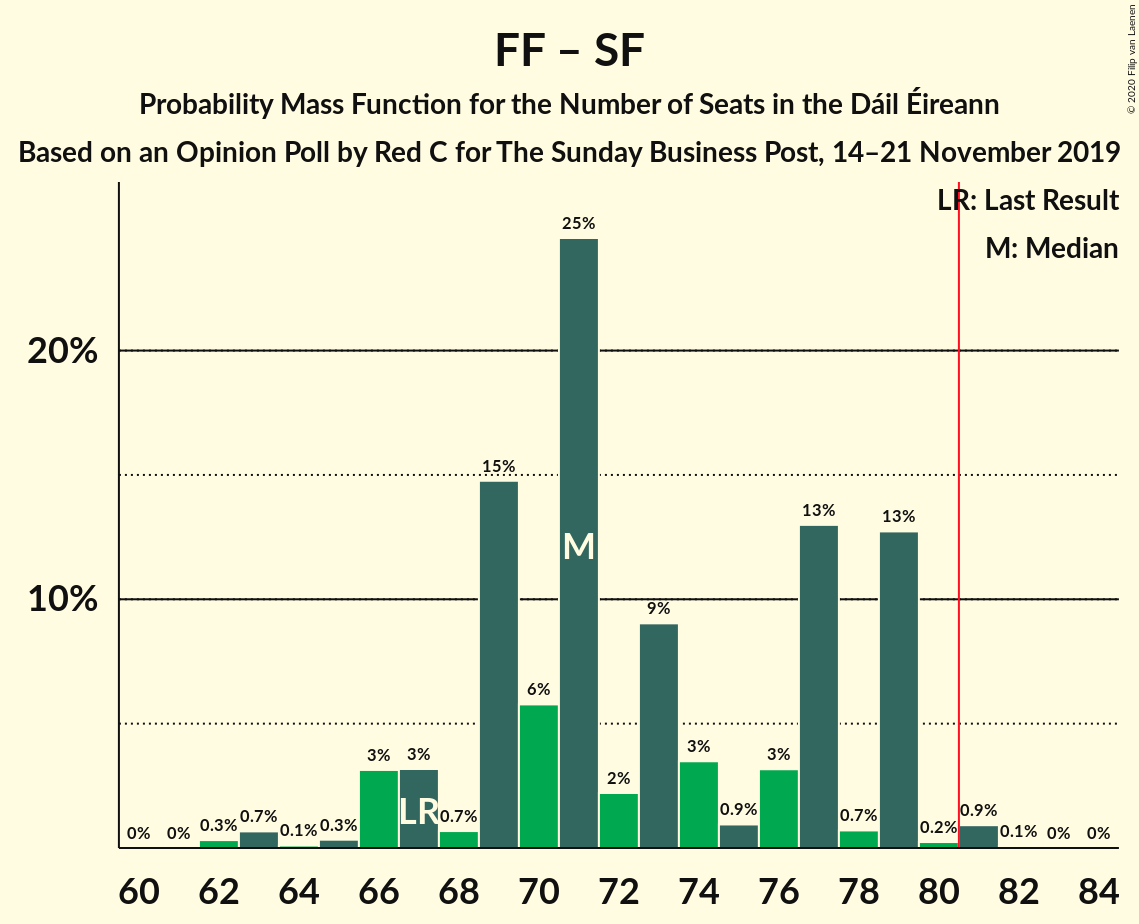 FF – SF
Probability Mass Function for the Number of Seats in the Dáil Éireann
Based on an Opinion Poll by Red C for The Sunday Business Post, 14–21 November 2019
© 2020 Filip van Laenen
LR: Last Result
M: Median
20%
10%
0% 0% 0.3% 0.7% 0.1% 0.3% 3% 3% 0.7% 15% 6% 25% 2% 9% 3% 0.9% 3% 13% 0.7% 13% 0.2% 0.9% 0.1% 0% 0%
M
LR
60 62 64 66 68 70 72 74 76 78 80 82 84